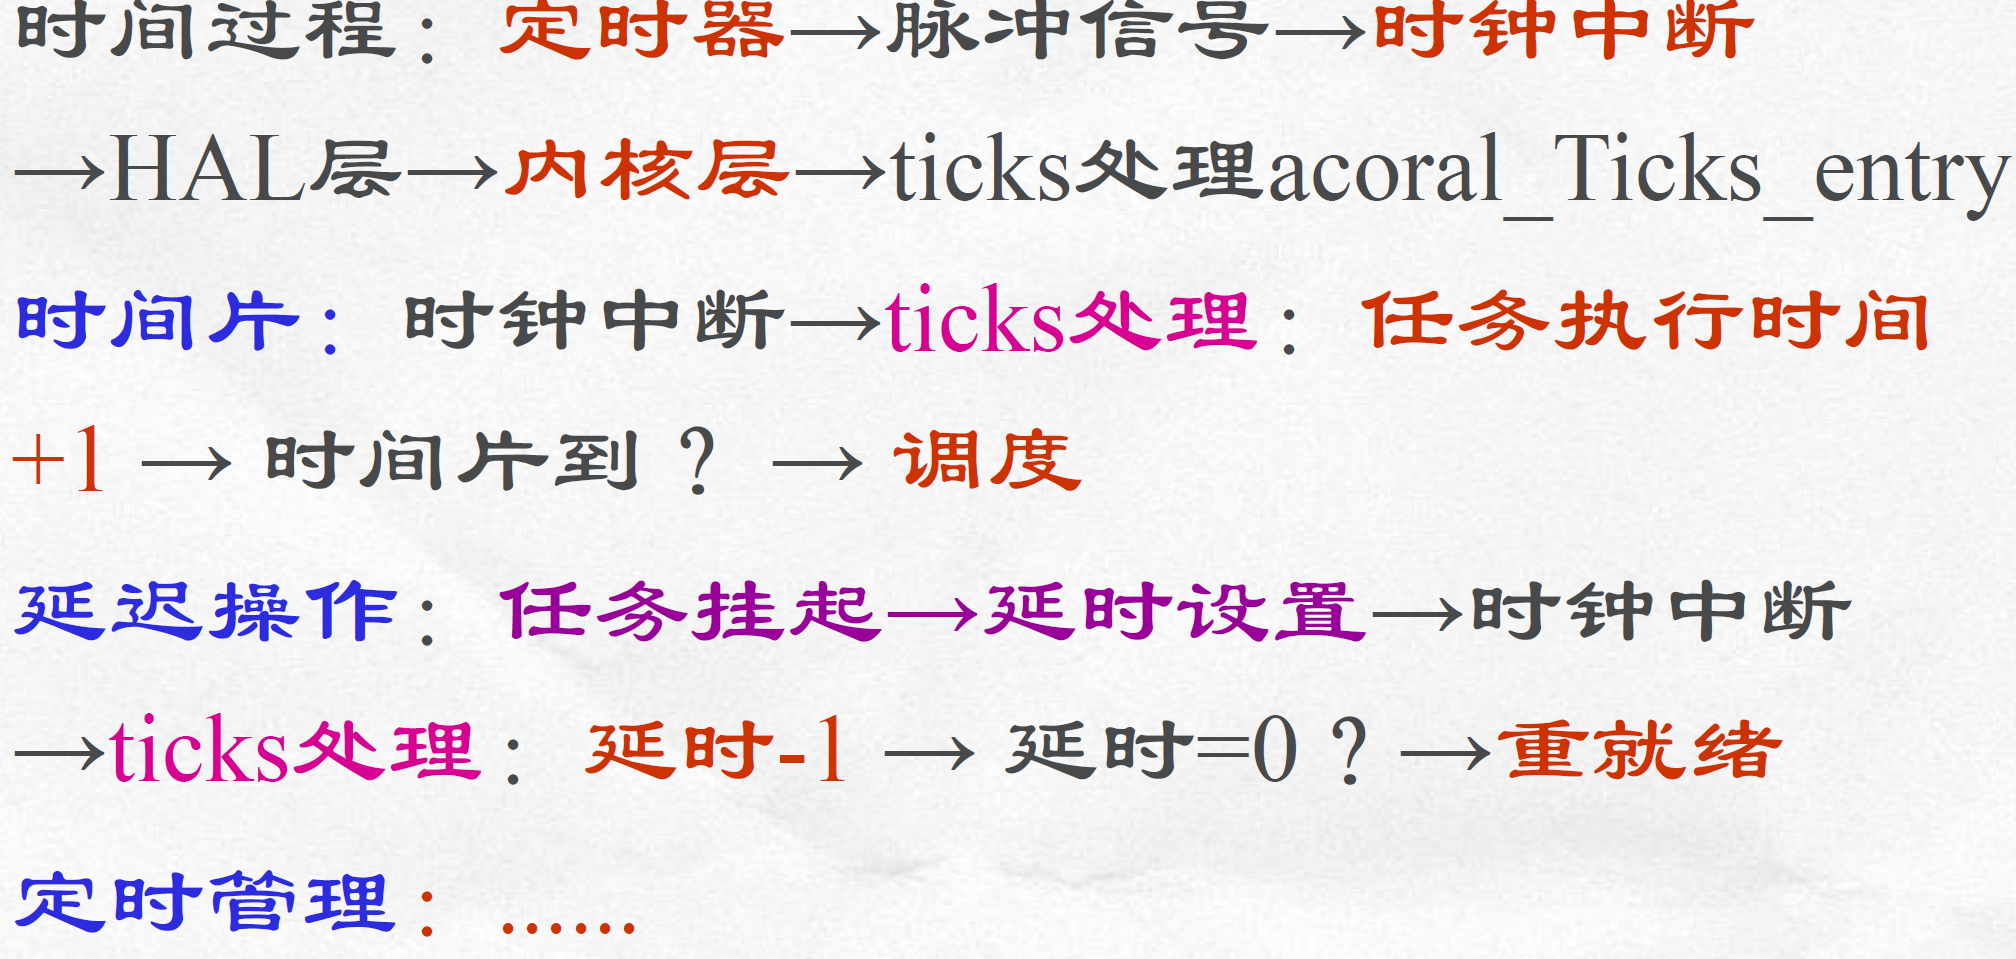 时间过程：定时器→脉冲信号→时钟中断
→HAL层→内核层→ticks处理acoral_Ticks_entry
时间片：时钟中断→ticks处理：任务执行时间
+1 → 时间片到？ → 调度
延迟操作：任务挂起→延时设置→时钟中断
→ticks处理：延时-1 → 延时=0？→重就绪
定时管理：……